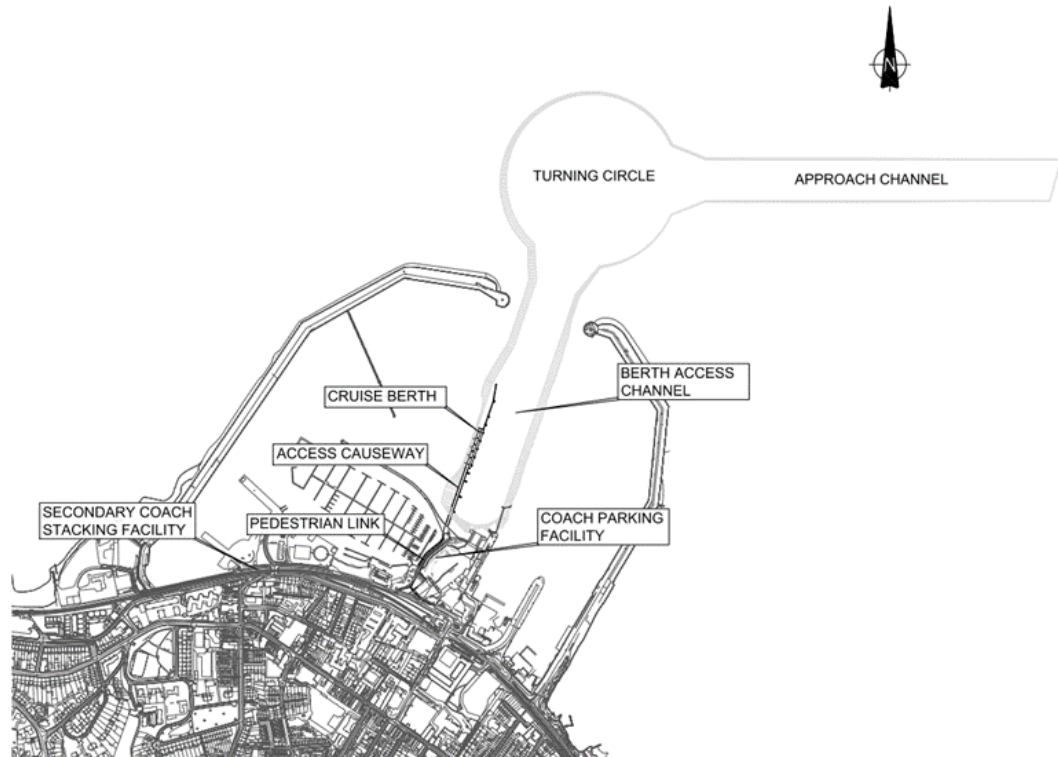 N
TURNING CIRCLE
APPROACH CHANNEL
BERTH ACCESS
CHANNEL
CRUISE BERTH
ACCESS CAUSEWAY
SECONDARY COACH
STACKING FACILITY
PEDESTRIAN LINK
COACH PARKING
FACILITY